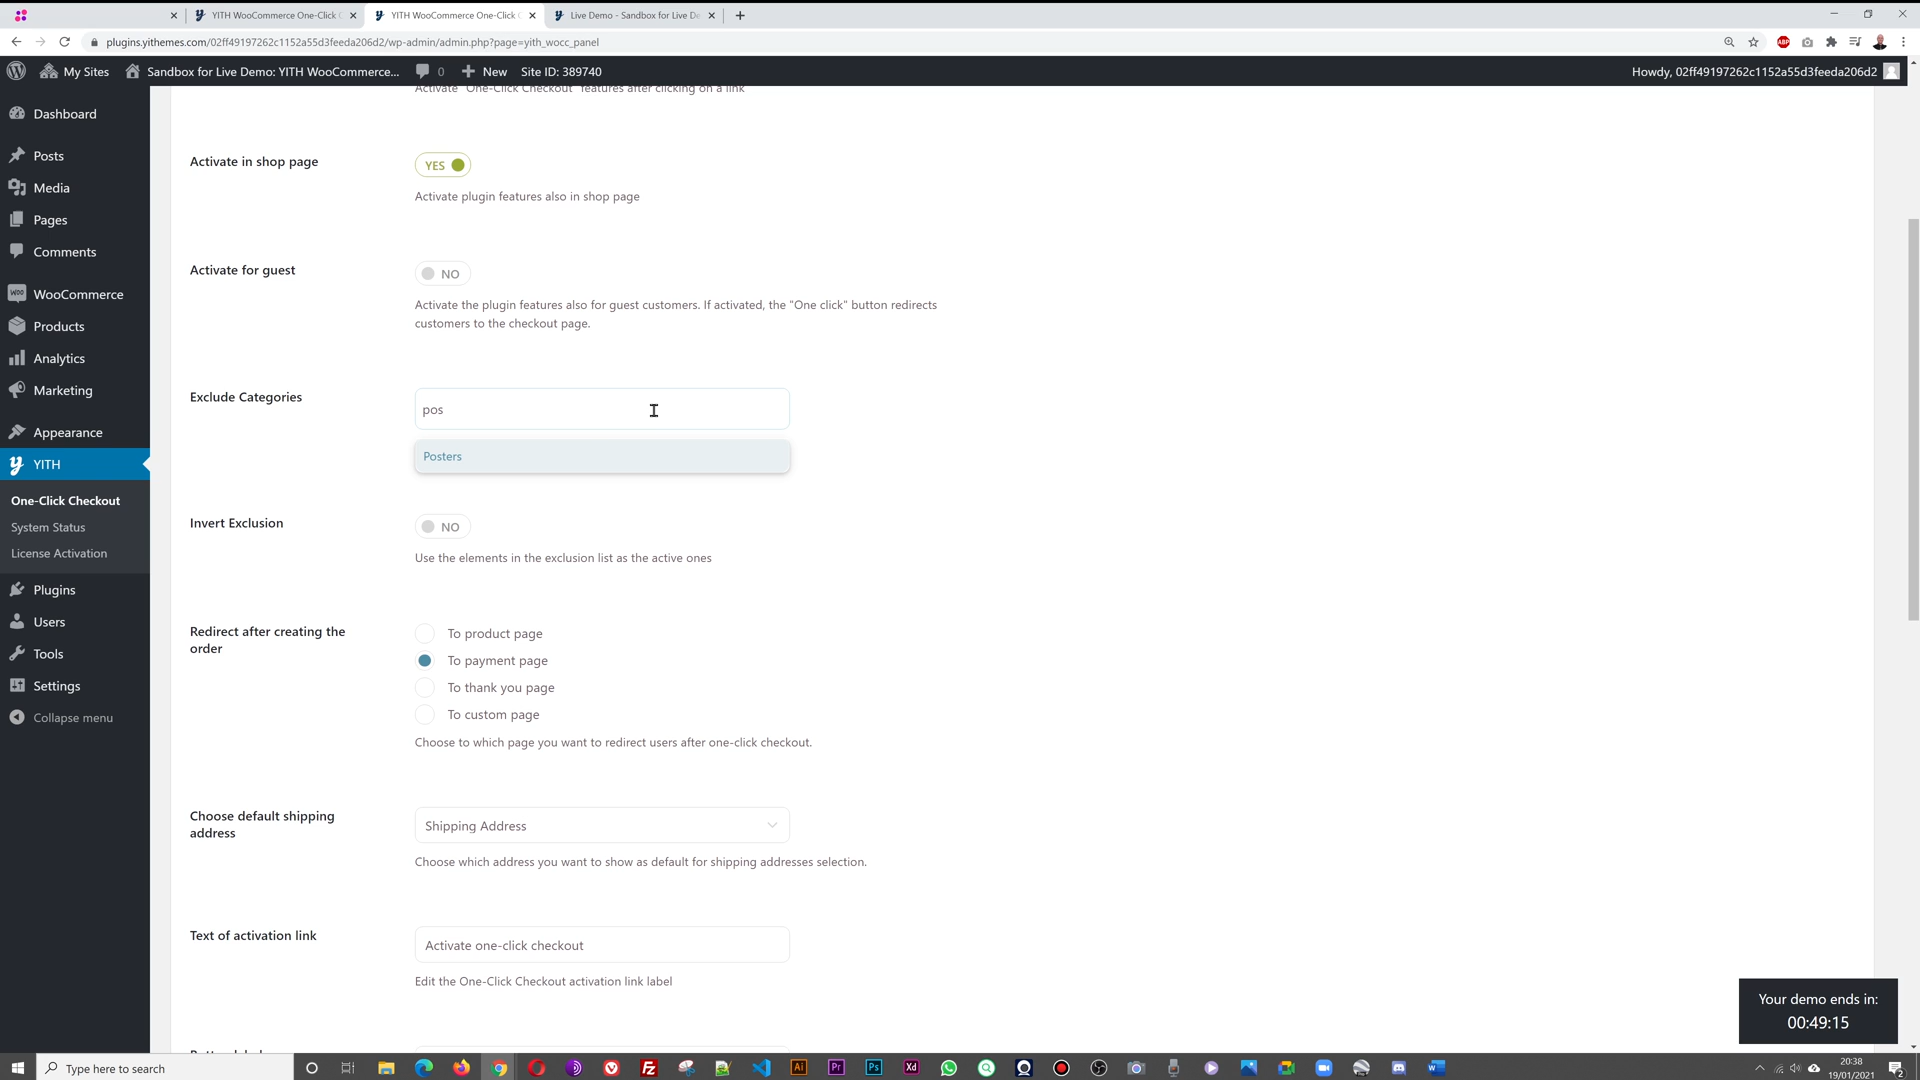 YITH WooCommerce One-Click C
YITH WooCommerce One-Click C
Live Demo - Sandbox for Live De
plugins.yithemes.com/02ff49197262c1152a55d3feeda206d2/wp-admin/admin.php?page=yith_wocc_panel
My Sites
Sandbox for Live Demo: YITH WooCommerce...
0
New
Site ID: 389740
Howdy, 02ff49197262c1152a55d3feeda206d2
Dashboard
Posts
Media
Pages
Comments
WooCommerce
Products
Analytics
Marketing
Appearance
YITH
One-Click Checkout
System Status
License Activation
Plugins
Users
Tools
Settings
Collapse menu
Activate "One-Click Checkout" features after clicking on a link
Activate in shop page
YES
Activate plugin features also in shop page
Activate for guest
NO
Activate the plugin features also for guest customers. If activated, the "One click" button redirects
customers to the checkout page.
Exclude Categories
pos
Posters
Invert Exclusion
NO
Use the elements in the exclusion list as the active ones
Redirect after creating the
order
To product page
To payment page
To thank you page
To custom page
Choose to which page you want to redirect users after one-click checkout.
Choose default shipping
address
Shipping Address
Choose which address you want to show as default for shipping addresses selection.
Text of activation link
Activate one-click checkout
Edit the One-Click Checkout activation link label
Your demo ends in:
00:49:15
Type here to search
20:38
19/01/2021